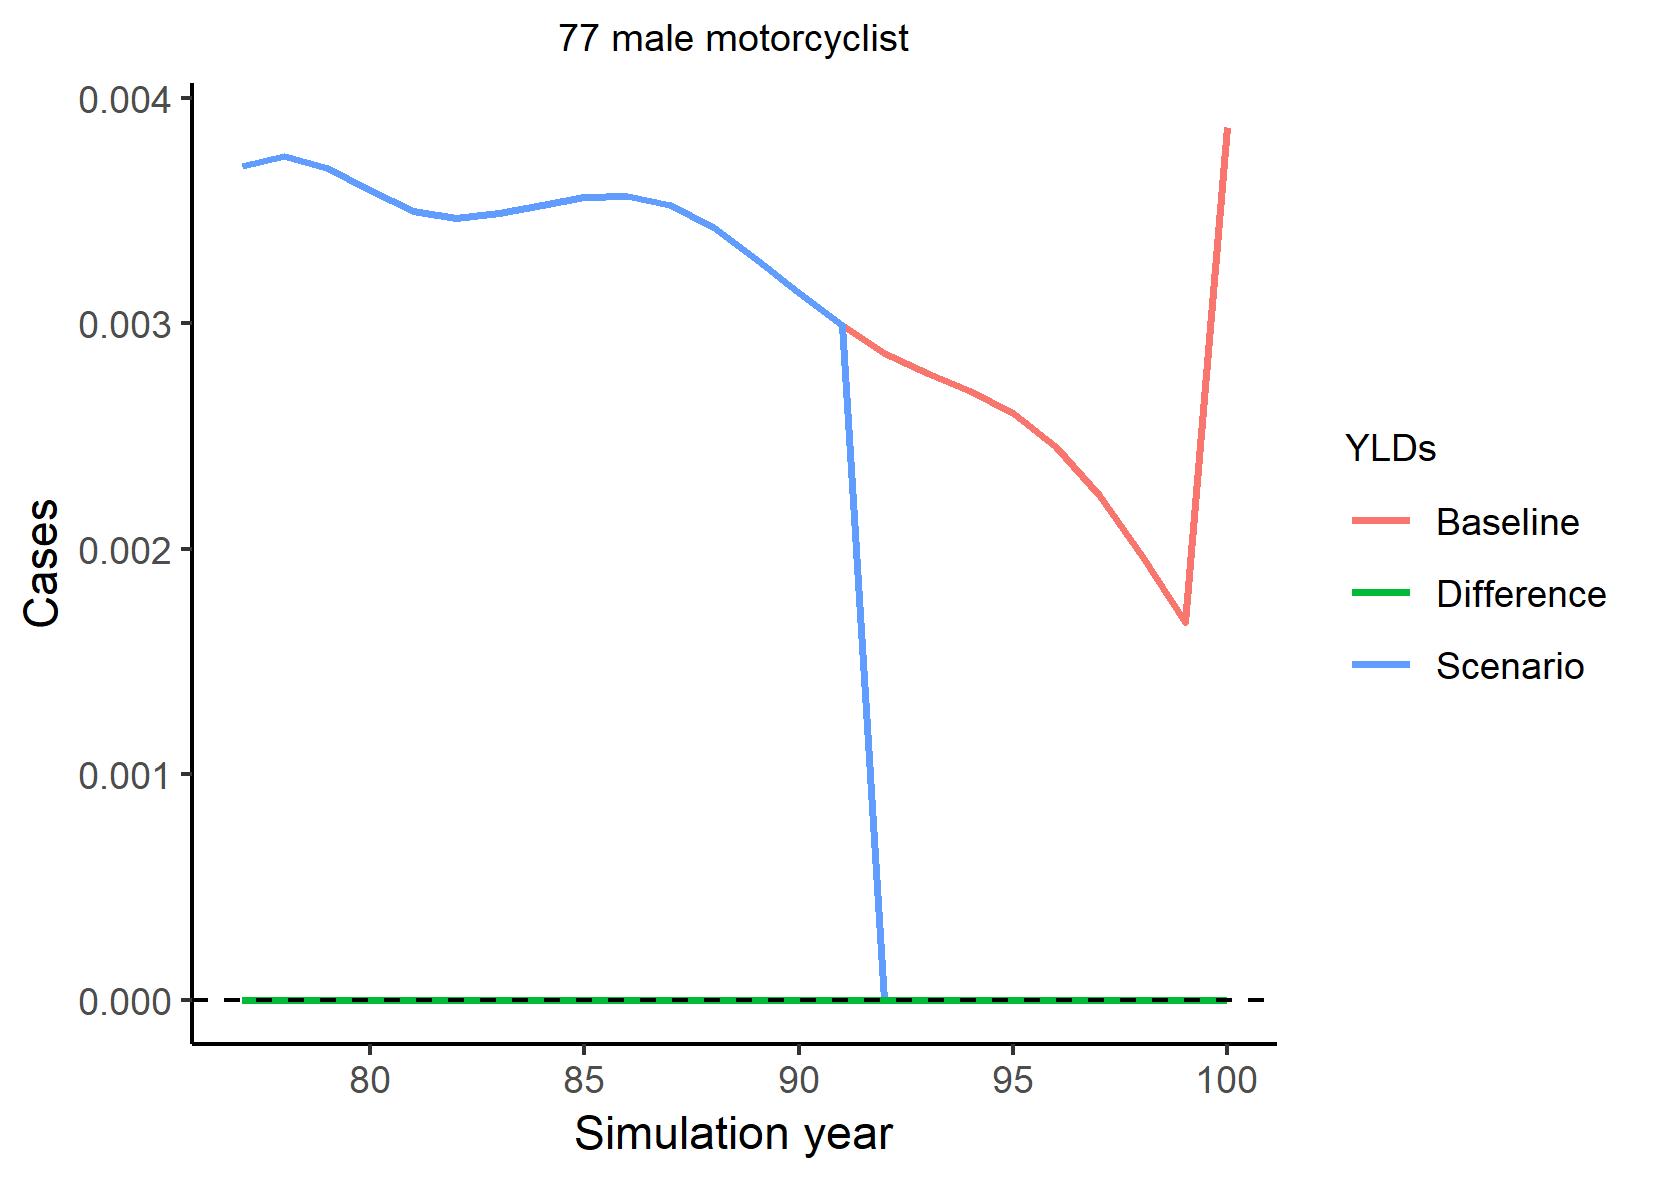 77 male motorcyclist
0.004
0.003
0.002
0.001
0.000
Cases
80 85 90 95 100
Simulation year
YLDs
Baseline
Difference
Scenario